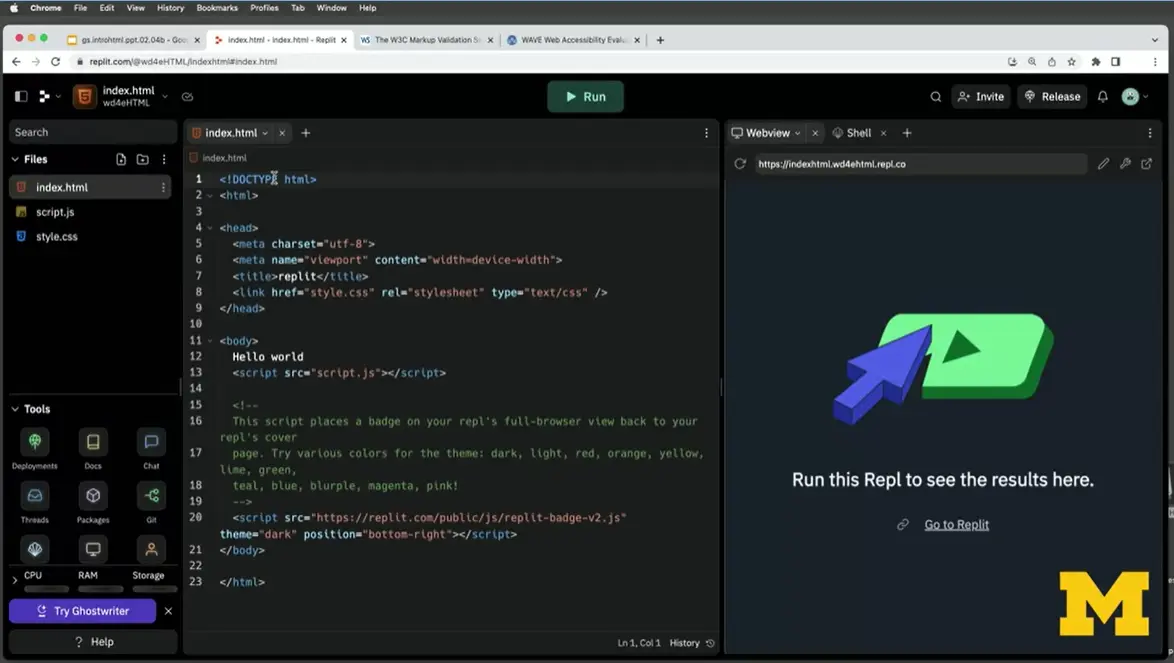 Chrome File Edit View History Bookmarks Profiles Tab Window Help
gs.introhtml.ppt.02.04b - Goo
index.html - index.html - Replit
The W3C Markup Validation Se
WAVE Web Accessibility Evalu
replit.com/@wd4eHTML/indexhtml#index.html
index.html
wd4eHTML
Run
Invite
Release
Search
Files
index.html
script.js
style.css
Tools
Deployments Docs Chat
Threads Packages Git
CPU RAM Storage
Try Ghostwriter
? Help
index.html
index.html
1 <!DOCTYPE html>
2 <html>
3
4 <head>
5 <meta charset="utf-8">
6 <meta name="viewport" content="width=device-width">
7 <title>replit</title>
8 <link href="style.css" rel="stylesheet" type="text/css" />
9 </head>
10
11 <body>
12 Hello world
13 <script src="script.js"></script>
14
15 <!--
16 This script places a badge on your repl's full-browser view back to your
repl's cover
17 page. Try various colors for the theme: dark, light, red, orange, yellow,
lime, green,
18 teal, blue, blurple, magenta, pink!
19 -->
20 <script src="https://replit.com/public/js/replit-badge-v2.js"
theme="dark" position="bottom-right"></script>
21 </body>
22
23 </html>
Ln 1, Col 1 History
Webview
Shell
https://indexhtml.wd4ehtml.repl.co
Run this Repl to see the results here.
Go to Replit
M